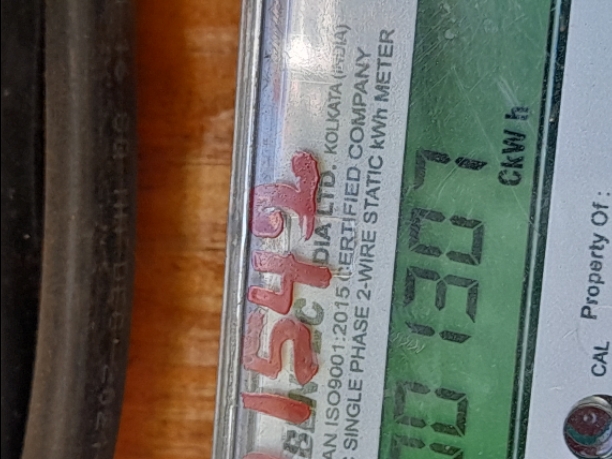 1542
DIA LTD. KOLKATA (INDIA)
AN ISO9001:2015 CERTIFIED COMPANY
SINGLE PHASE 2-WIRE STATIC kWh METER
01307
CkWh
CAL Property Of :